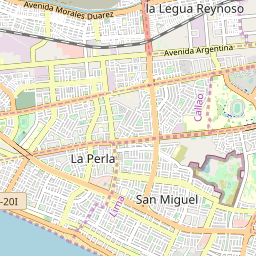 la Legua Reynoso
Avenida Morales Duarez
Avenida Argentina
Callao
La Perla
Lima
San Miguel
-20I